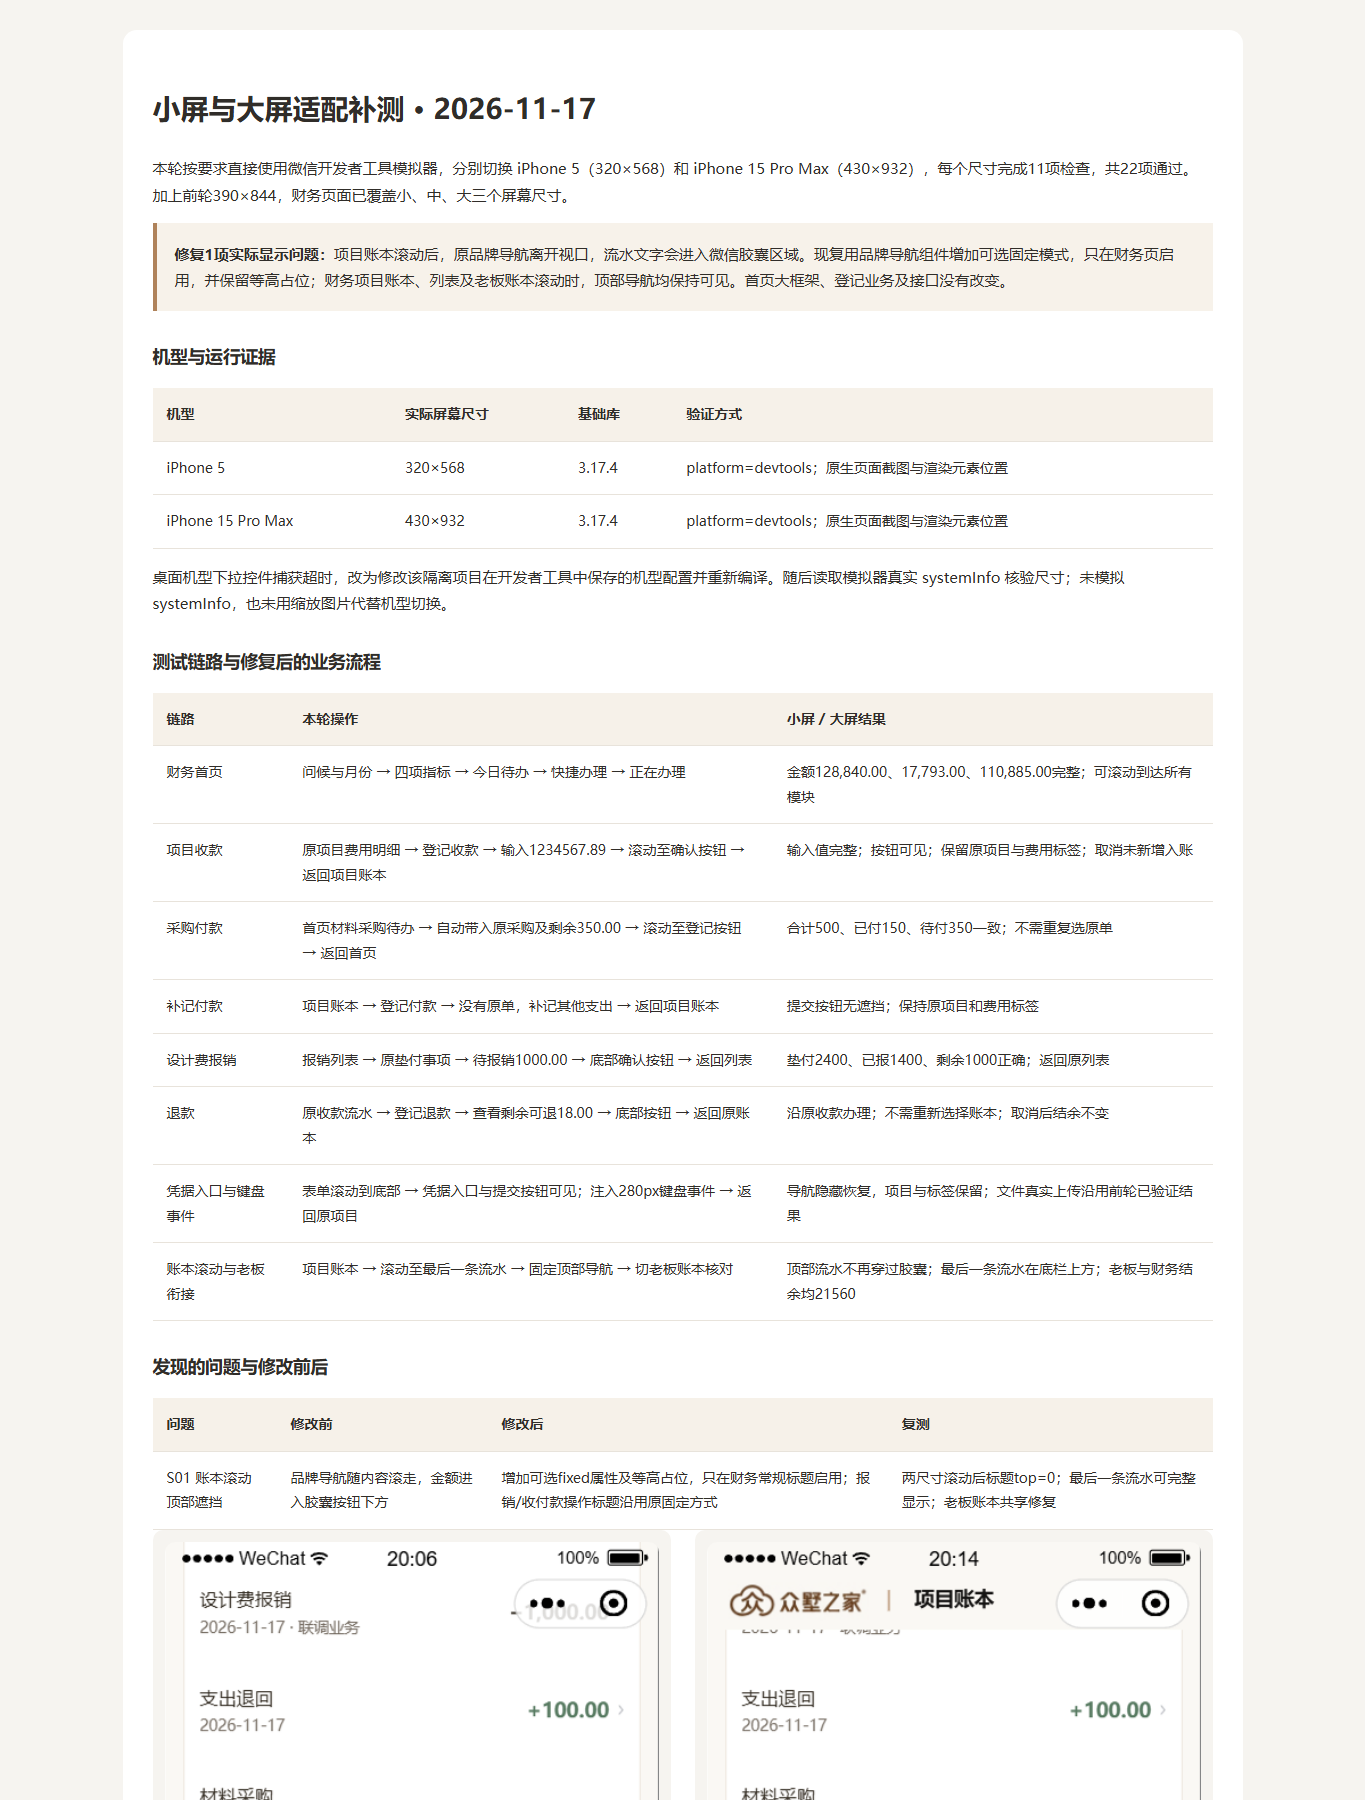 小屏与大屏适配补测 • 2026-11-17
本轮按要求直接使用微信开发者工具模拟器，分别切换 iPhone 5（320×568）和 iPhone 15 Pro Max（430×932），每个尺寸完成11项检查，共22项通过。
加上前轮390×844，财务页面已覆盖小、中、大三个屏幕尺寸。
修复1项实际显示问题：项目账本滚动后，原品牌导航离开视口，流水文字会进入微信胶囊区域。现复用品牌导航组件增加可选固定模式，只在财务页启
用，并保留等高占位；财务项目账本、列表及老板账本滚动时，顶部导航均保持可见。首页大框架、登记业务及接口没有改变。
机型与运行证据
机型 实际屏幕尺寸 基础库 验证方式
iPhone 5 320×568 3.17.4 platform=devtools；原生页面截图与渲染元素位置
iPhone 15 Pro Max 430×932 3.17.4 platform=devtools；原生页面截图与渲染元素位置
桌面机型下拉控件捕获超时，改为修改该隔离项目在开发者工具中保存的机型配置并重新编译。随后读取模拟器真实 systemInfo 核验尺寸；未模拟
systemInfo，也未用缩放图片代替机型切换。
测试链路与修复后的业务流程
链路 本轮操作 小屏 / 大屏结果
财务首页 问候与月份 → 四项指标 → 今日待办 → 快捷办理 → 正在办理 金额128,840.00、17,793.00、110,885.00完整；可滚动到达所有
模块
项目收款 原项目费用明细 → 登记收款 → 输入1234567.89 → 滚动至确认按钮 → 输入值完整；按钮可见；保留原项目与费用标签；取消未新增入账
返回项目账本
采购付款 首页材料采购待办 → 自动带入原采购及剩余350.00 → 滚动至登记按钮 合计500、已付150、待付350一致；不需重复选原单
→ 返回首页
补记付款 项目账本 → 登记付款 → 没有原单，补记其他支出 → 返回项目账本 提交按钮无遮挡；保持原项目和费用标签
设计费报销 报销列表 → 原垫付事项 → 待报销1000.00 → 底部确认按钮 → 返回列表 垫付2400、已报1400、剩余1000正确；返回原列表
退款 原收款流水 → 登记退款 → 查看剩余可退18.00 → 底部按钮 → 返回原账 沿原收款办理；不需重新选择账本；取消后结余不变
本
凭据入口与键盘 表单滚动到底部 → 凭据入口与提交按钮可见；注入280px键盘事件 → 返 导航隐藏恢复，项目与标签保留；文件真实上传沿用前轮已验证结
事件 回原项目 果
账本滚动与老板 项目账本 → 滚动至最后一条流水 → 固定顶部导航 → 切老板账本核对 顶部流水不再穿过胶囊；最后一条流水在底栏上方；老板与财务结
衔接 余均21560
发现的问题与修改前后
问题 修改前 修改后 复测
S01 账本滚动 品牌导航随内容滚走，金额进 增加可选fixed属性及等高占位，只在财务常规标题启用；报 两尺寸滚动后标题top=0；最后一条流水可完整
顶部遮挡 入胶囊按钮下方 销/收付款操作标题沿用原固定方式 显示；老板账本共享修复
WeChat 20:06 100%
设计费报销 -1,000.00
2026-11-17 · 联调业务
支出退回 +100.00
2026-11-17
材料采购
WeChat 20:14 100%
众墅之家 | 项目账本
2026-11-17 · 联调业务
支出退回 +100.00
2026-11-17
材料采购